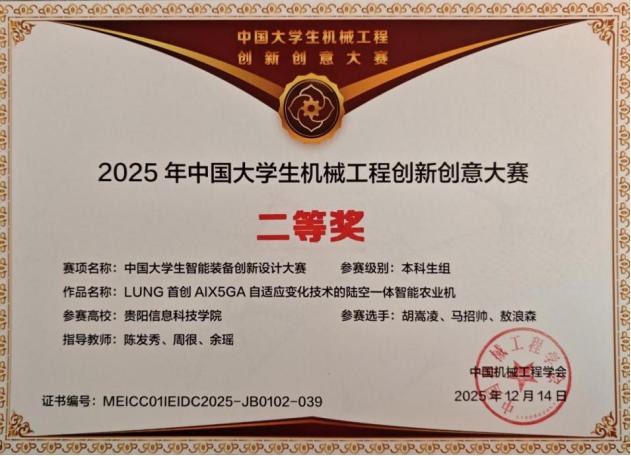 中国大学生机械工程
创新创意大赛
2025 年中国大学生机械工程创新创意大赛
二等奖
赛项名称：中国大学生智能装备创新设计大赛 参赛级别：本科生组
作品名称：LUNG 首创 AIX5GA 自适应变化技术的陆空一体智能农业机
参赛高校：贵阳信息科技学院 参赛选手：胡嵩凌、马招帅、敖浪森
指导教师：陈发秀、周很、余瑶
中国机械工程学会
2025 年 12 月 14 日
证书编号：MEICC01IEIDC2025-JB0102-039